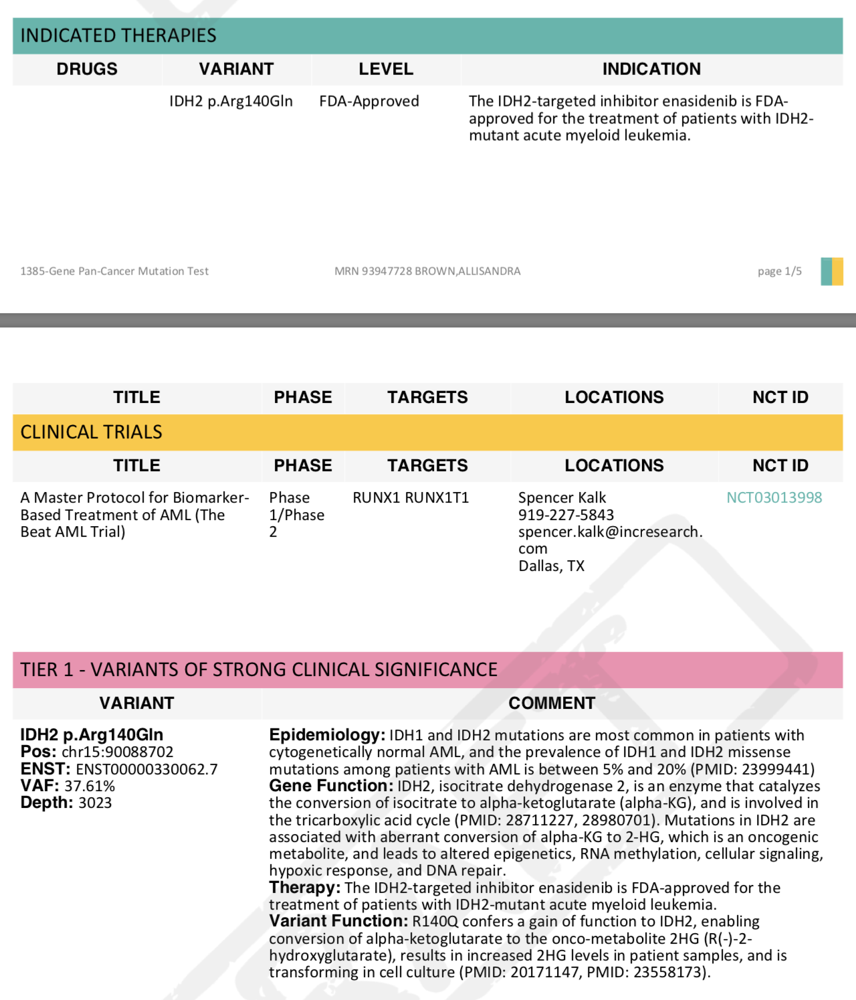 INDICATED THERAPIES
DRUGS VARIANT LEVEL INDICATION
IDH2 p.Arg140Gln FDA-Approved The IDH2-targeted inhibitor enasidenib is FDA-
approved for the treatment of patients with IDH2-
mutant acute myeloid leukemia.
1385-Gene Pan-Cancer Mutation Test MRN 93947728 BROWN,ALLISANDRA page 1/5
TITLE PHASE TARGETS LOCATIONS NCT ID
CLINICAL TRIALS
TITLE PHASE TARGETS LOCATIONS NCT ID
A Master Protocol for Biomarker-
Based Treatment of AML (The
Beat AML Trial)
Phase
1/Phase
2
RUNX1 RUNX1T1
Spencer Kalk
919-227-5843
spencer.kalk@incresearch.
com
Dallas, TX
NCT03013998
TIER 1 - VARIANTS OF STRONG CLINICAL SIGNIFICANCE
VARIANT COMMENT
IDH2 p.Arg140Gln
Pos: chr15:90088702
ENST: ENST00000330062.7
VAF: 37.61%
Depth: 3023
Epidemiology: IDH1 and IDH2 mutations are most common in patients with
cytogenetically normal AML, and the prevalence of IDH1 and IDH2 missense
mutations among patients with AML is between 5% and 20% (PMID: 23999441)
Gene Function: IDH2, isocitrate dehydrogenase 2, is an enzyme that catalyzes
the conversion of isocitrate to alpha-ketoglutarate (alpha-KG), and is involved in
the tricarboxylic acid cycle (PMID: 28711227, 28980701). Mutations in IDH2 are
associated with aberrant conversion of alpha-KG to 2-HG, which is an oncogenic
metabolite, and leads to altered epigenetics, RNA methylation, cellular signaling,
hypoxic response, and DNA repair.
Therapy: The IDH2-targeted inhibitor enasidenib is FDA-approved for the
treatment of patients with IDH2-mutant acute myeloid leukemia.
Variant Function: R140Q confers a gain of function to IDH2, enabling
conversion of alpha-ketoglutarate to the onco-metabolite 2HG (R(-)-2-
hydroxyglutarate), results in increased 2HG levels in patient samples, and is
transforming in cell culture (PMID: 20171147, PMID: 23558173).